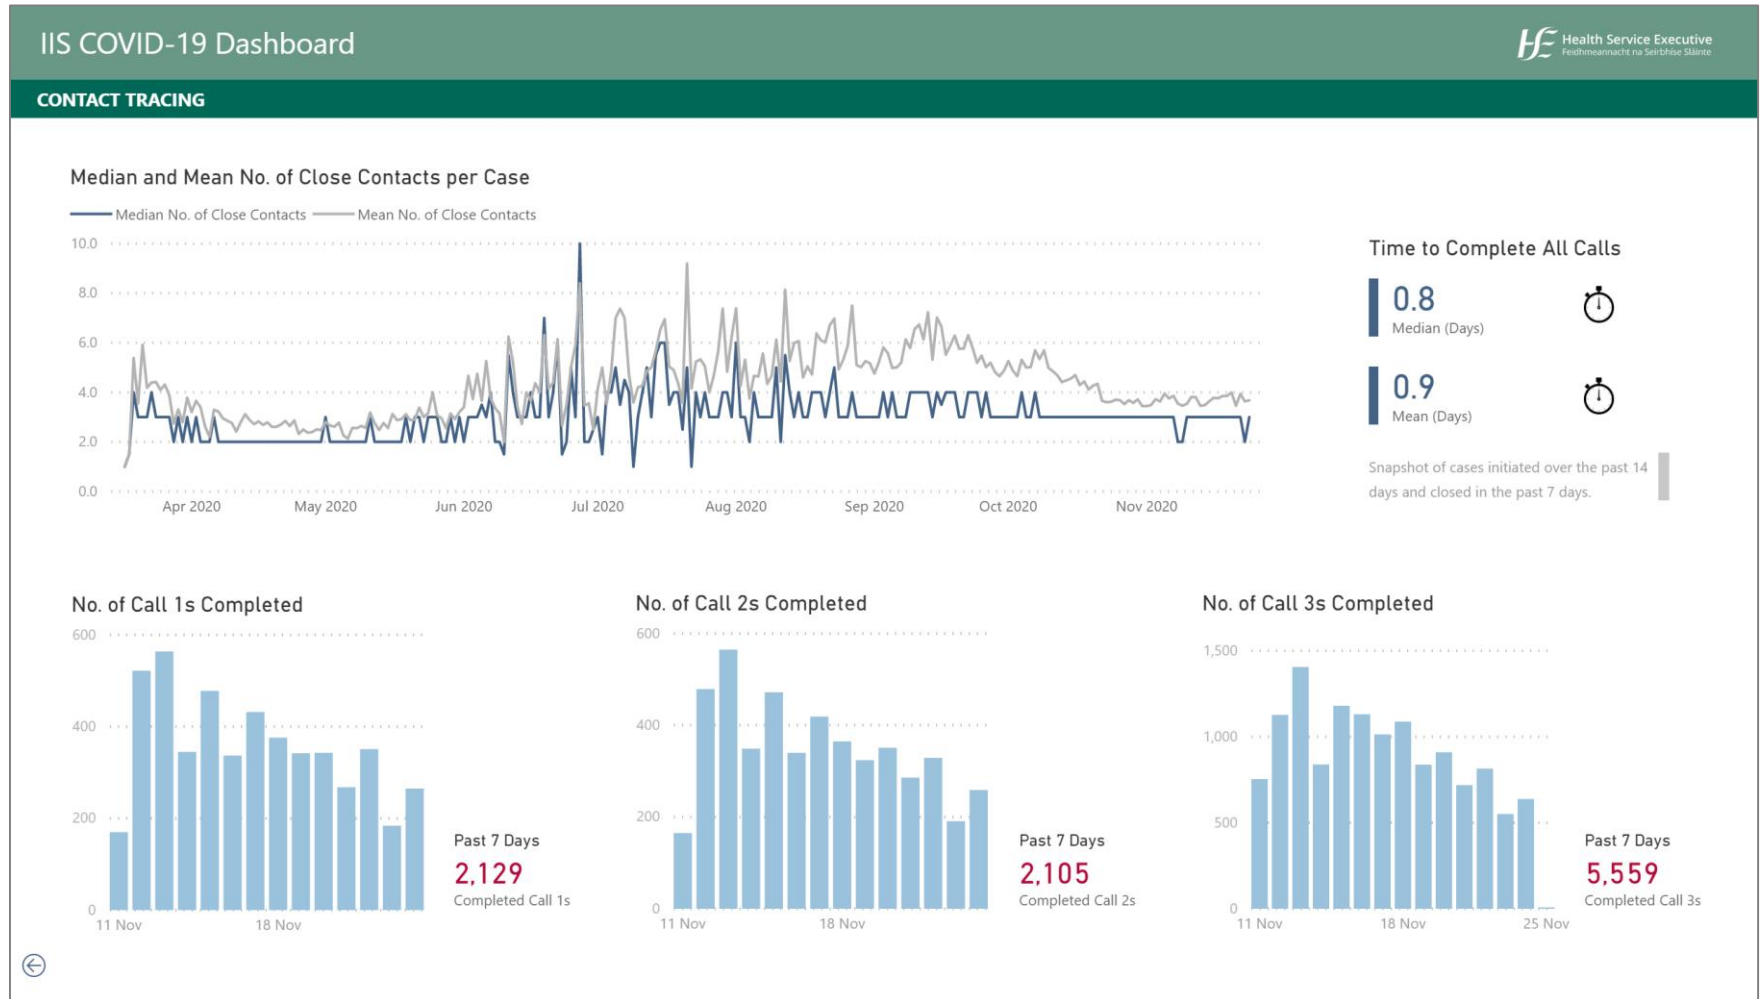 IIS COVID-19 Dashboard
Health Service Executive
Feidhmeannacht na Seirbhíse Sláinte
CONTACT TRACING
Median and Mean No. of Close Contacts per Case
Median No. of Close Contacts
Mean No. of Close Contacts
10.0
8.0
6.0
4.0
2.0
0.0
Apr 2020
May 2020
Jun 2020
Jul 2020
Aug 2020
Sep 2020
Oct 2020
Nov 2020
Time to Complete All Calls
0.8
Median (Days)
0.9
Mean (Days)
Snapshot of cases initiated over the past 14
days and closed in the past 7 days.
No. of Call 1s Completed
600
400
200
0
11 Nov
18 Nov
Past 7 Days
2,129
Completed Call 1s
No. of Call 2s Completed
600
400
200
0
11 Nov
18 Nov
Past 7 Days
2,105
Completed Call 2s
No. of Call 3s Completed
1,500
1,000
500
0
11 Nov
18 Nov
25 Nov
Past 7 Days
5,559
Completed Call 3s